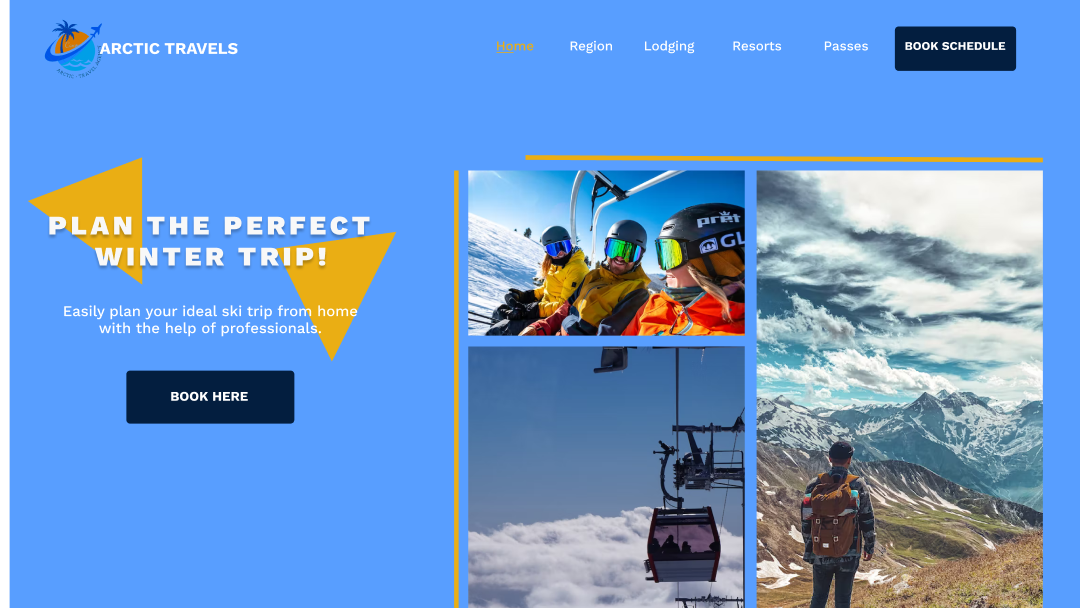 ARCTIC TRAVELS
Home
Region
Lodging
Resorts
Passes
BOOK SCHEDULE
PLAN THE PERFECT
WINTER TRIP!
Easily plan your ideal ski trip from home
with the help of professionals.
BOOK HERE
prēt